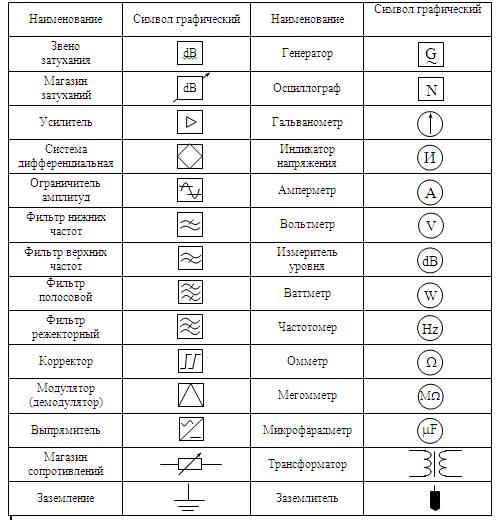 Наименование
Символ графический
Наименование
Символ графический
Звено
затухания
dB
Генератор
G
~
Магазин
затуханий
dB
Осциллограф
N
Усилитель
Гальванометр
Система
дифференциальная
Индикатор
напряжения
И
Ограничитель
амплитуд
Амперметр
A
Фильтр нижних
частот
Вольтметр
V
Фильтр верхних
частот
Измеритель
уровня
dB
Фильтр
полосовой
Ваттметр
W
Фильтр
режекторный
Частотомер
Hz
Корректор
Омметр
Ω
Модулятор
(демодулятор)
Мегомметр
MΩ
Выпрямитель
Микрофарадметр
µF
Магазин
сопротивлений
Трансформатор
Заземление
Заземлитель